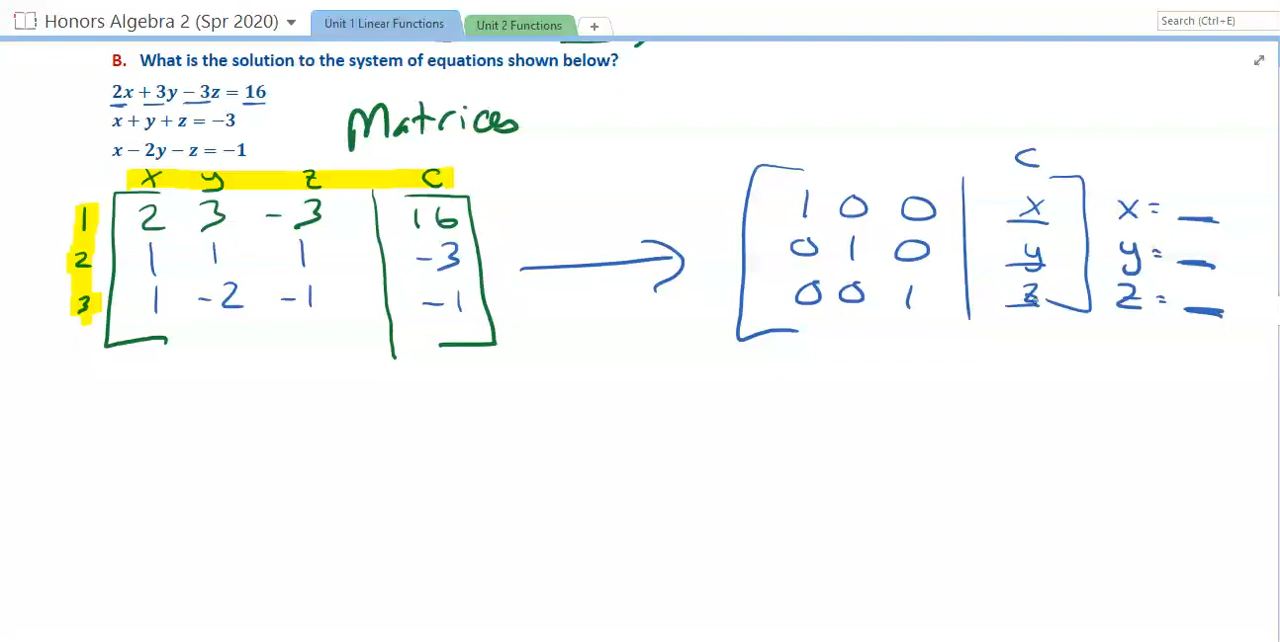 Honors Algebra 2 (Spr 2020) Unit 1 Linear Functions Unit 2 Functions + Search (Ctrl+E)
B. What is the solution to the system of equations shown below?
2x + 3y − 3z = 16
x + y + z = −3
x − 2y − z = −1
Matrices
x y z C
1 2 3 -3 16
2 1 1 1 -3
3 1 -2 -1 -1
C
1 0 0 x x = _
0 1 0 y y = _
0 0 1 z z = _